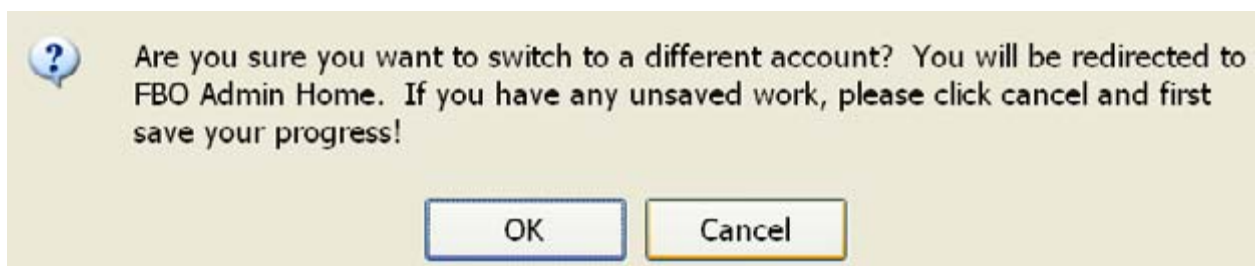 Are you sure you want to switch to a different account?  You will be redirected to
FBO Admin Home.  If you have any unsaved work, please click cancel and first
save your progress!
OK
Cancel